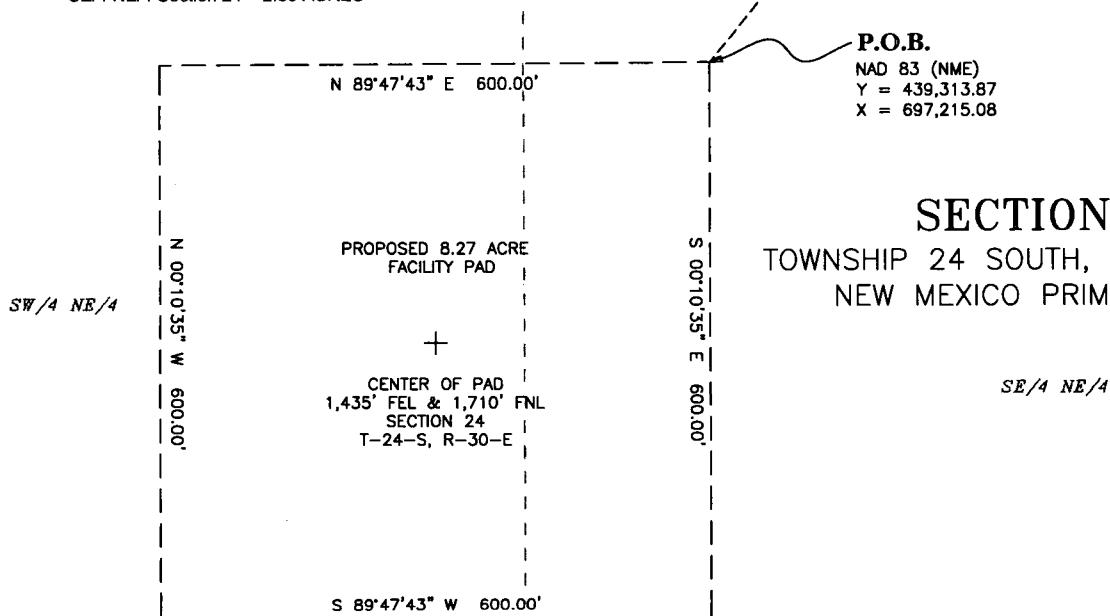 P.O.B.
NAD 83 (NME)
Y = 439,313.87
X = 697,215.08
N 89°47'43" E 600.00'
SECTION
TOWNSHIP 24 SOUTH,
NEW MEXICO PRIM
N 00°10'35" W 600.00'
PROPOSED 8.27 ACRE
FACILITY PAD
S 00°10'35" E 600.00'
SW/4 NE/4
CENTER OF PAD
1,435' FEL & 1,710' FNL
SECTION 24
T-24-S, R-30-E
SE/4 NE/4
S 89°47'43" W 600.00'